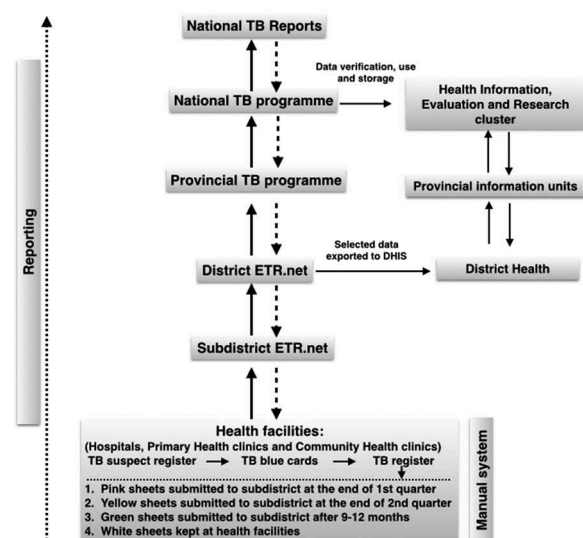 National TB Reports
Data verification, use
and storage
National TB programme
Health Information,
Evaluation and Research
cluster
Provincial TB programme
Provincial information units
Reporting
Selected data
exported to DHIS
District ETR.net
District Health
Subdistrict ETR.net
Health facilities:
(Hospitals, Primary Health clinics and Community Health clinics)
TB suspect register TB blue cards TB register
1. Pink sheets submitted to subdistrict at the end of 1st quarter
2. Yellow sheets submitted to subdistrict at the end of 2nd quarter
3. Green sheets submitted to subdistrict after 9-12 months
4. White sheets kept at health facilities
Manual system